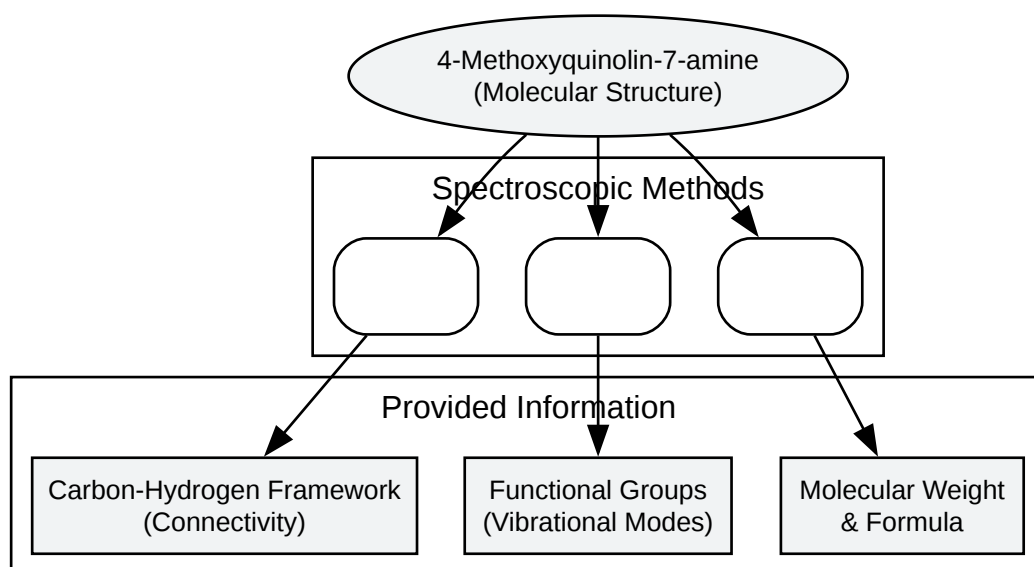 4-Methoxyquinolin-7-amine
(Molecular Structure)
Spectroscopic Methods
Provided Information
Carbon-Hydrogen Framework
(Connectivity)
Functional Groups
(Vibrational Modes)
Molecular Weight
& Formula